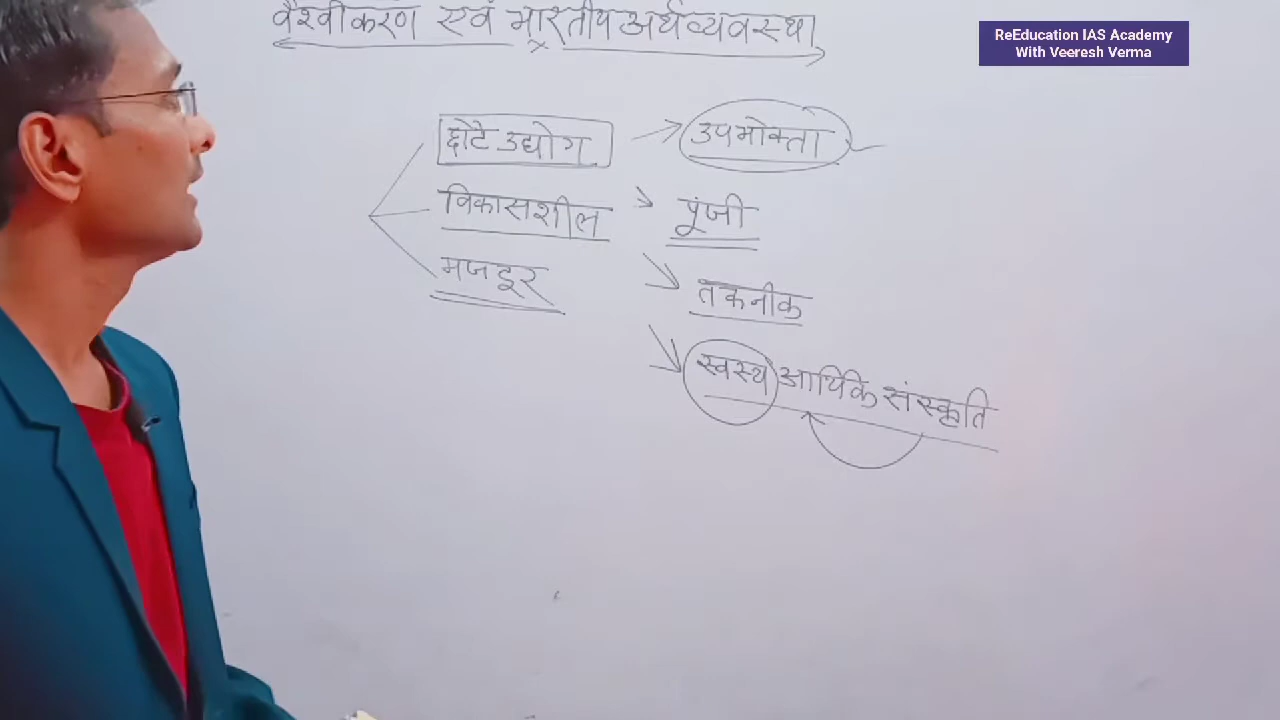 वैश्वीकरण एवं भारतीय अर्थव्यवस्था
ReEducation IAS Academy
With Veeresh Verma
छोटे उद्योग → उपभोक्ता
विकासशील → पूंजी
मजदूर → तकनीक
→ स्वस्थ आर्थिक संस्कृति